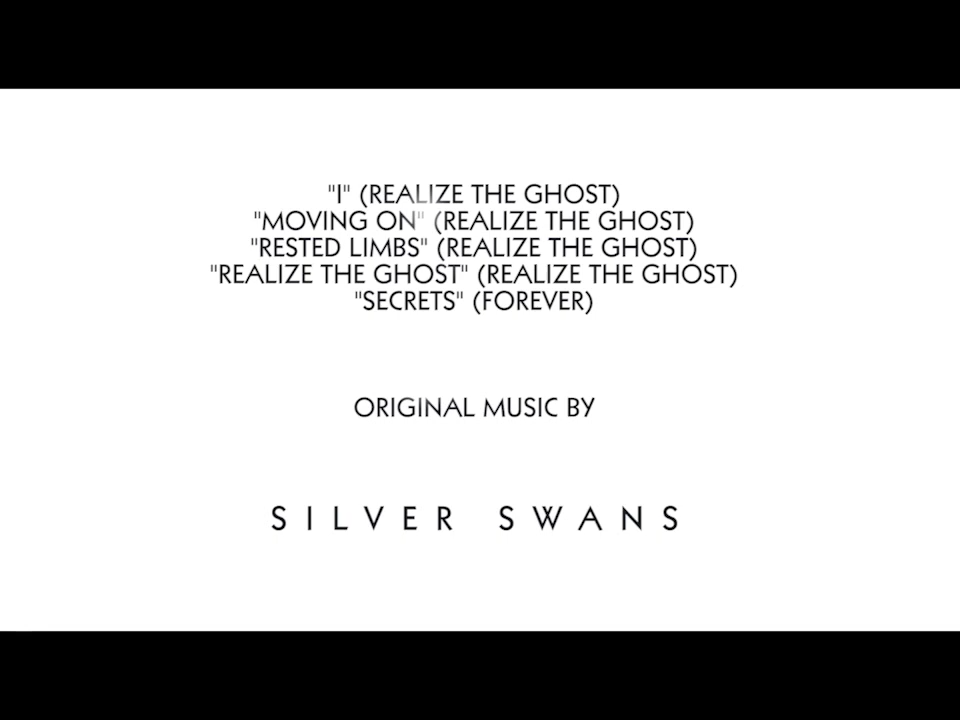 "I" (REALIZE THE GHOST)
"MOVING ON" (REALIZE THE GHOST)
"RESTED LIMBS" (REALIZE THE GHOST)
"REALIZE THE GHOST" (REALIZE THE GHOST)
"SECRETS" (FOREVER)
ORIGINAL MUSIC BY
SILVER SWANS